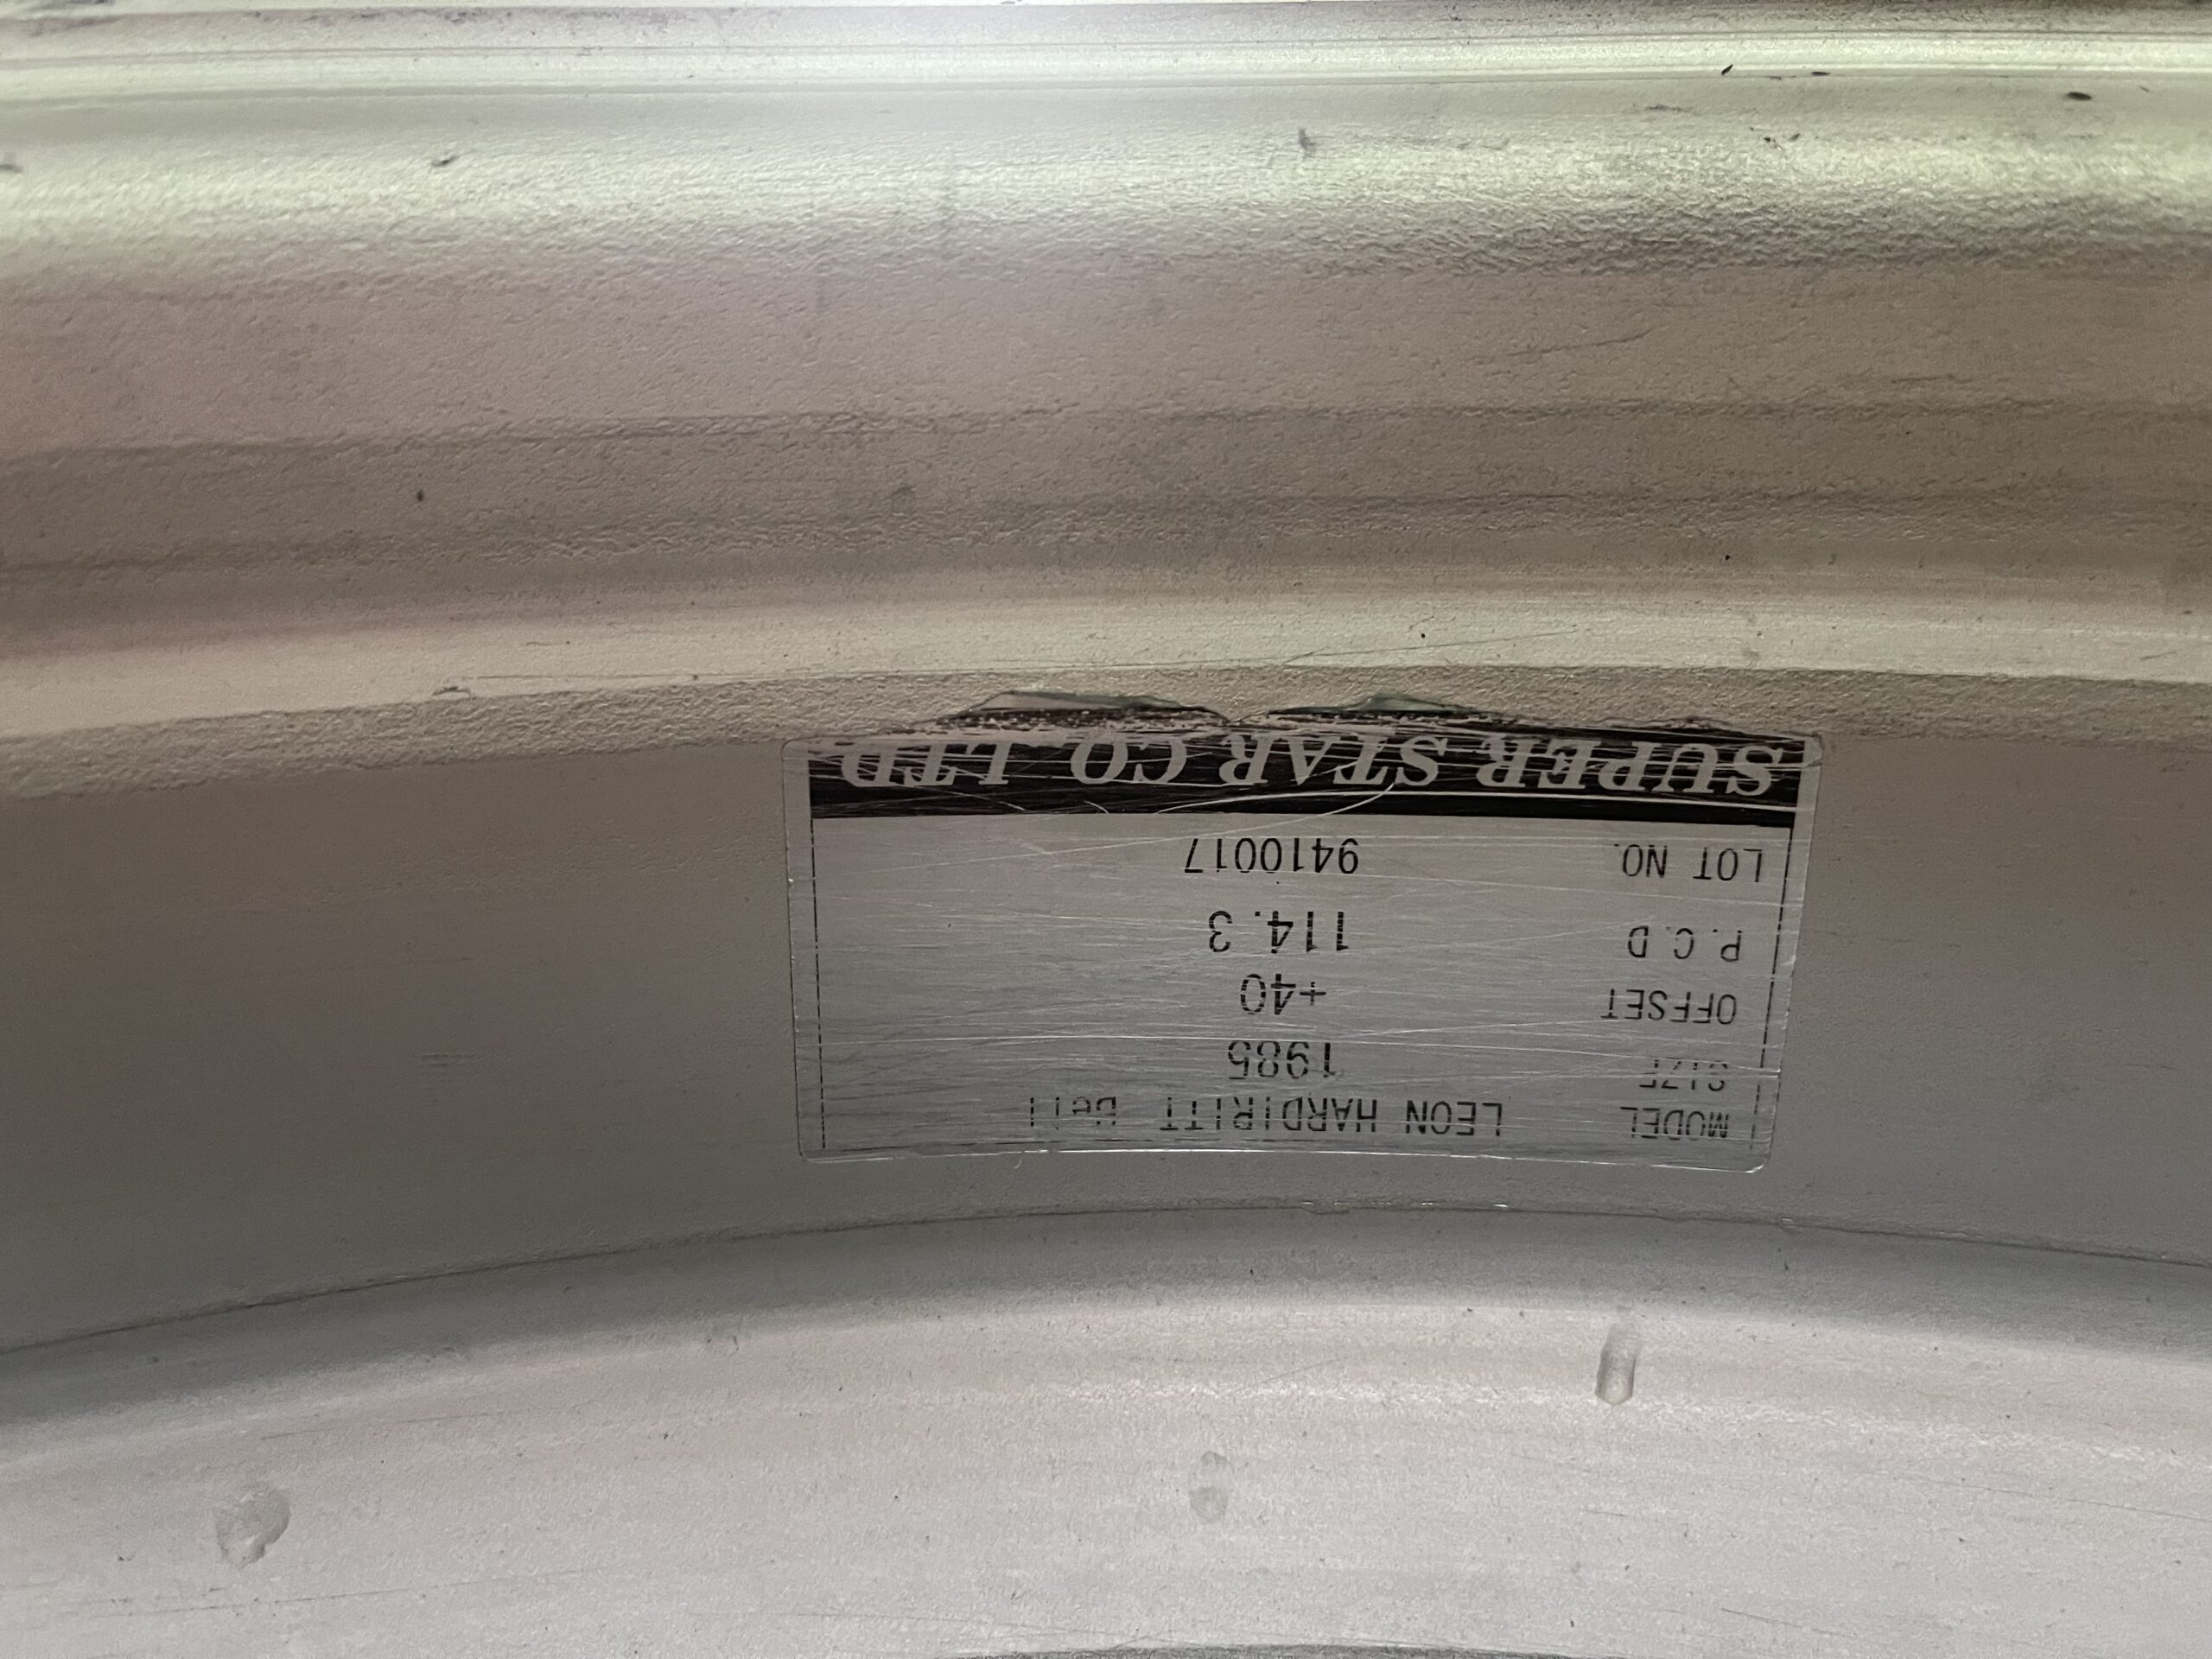 SUPER STAR CO. LTD.
LOT NO. 9410017
P.C.D 114.3
OFFSET +40
SIZE 1985
MODEL LEON HARDIRITT